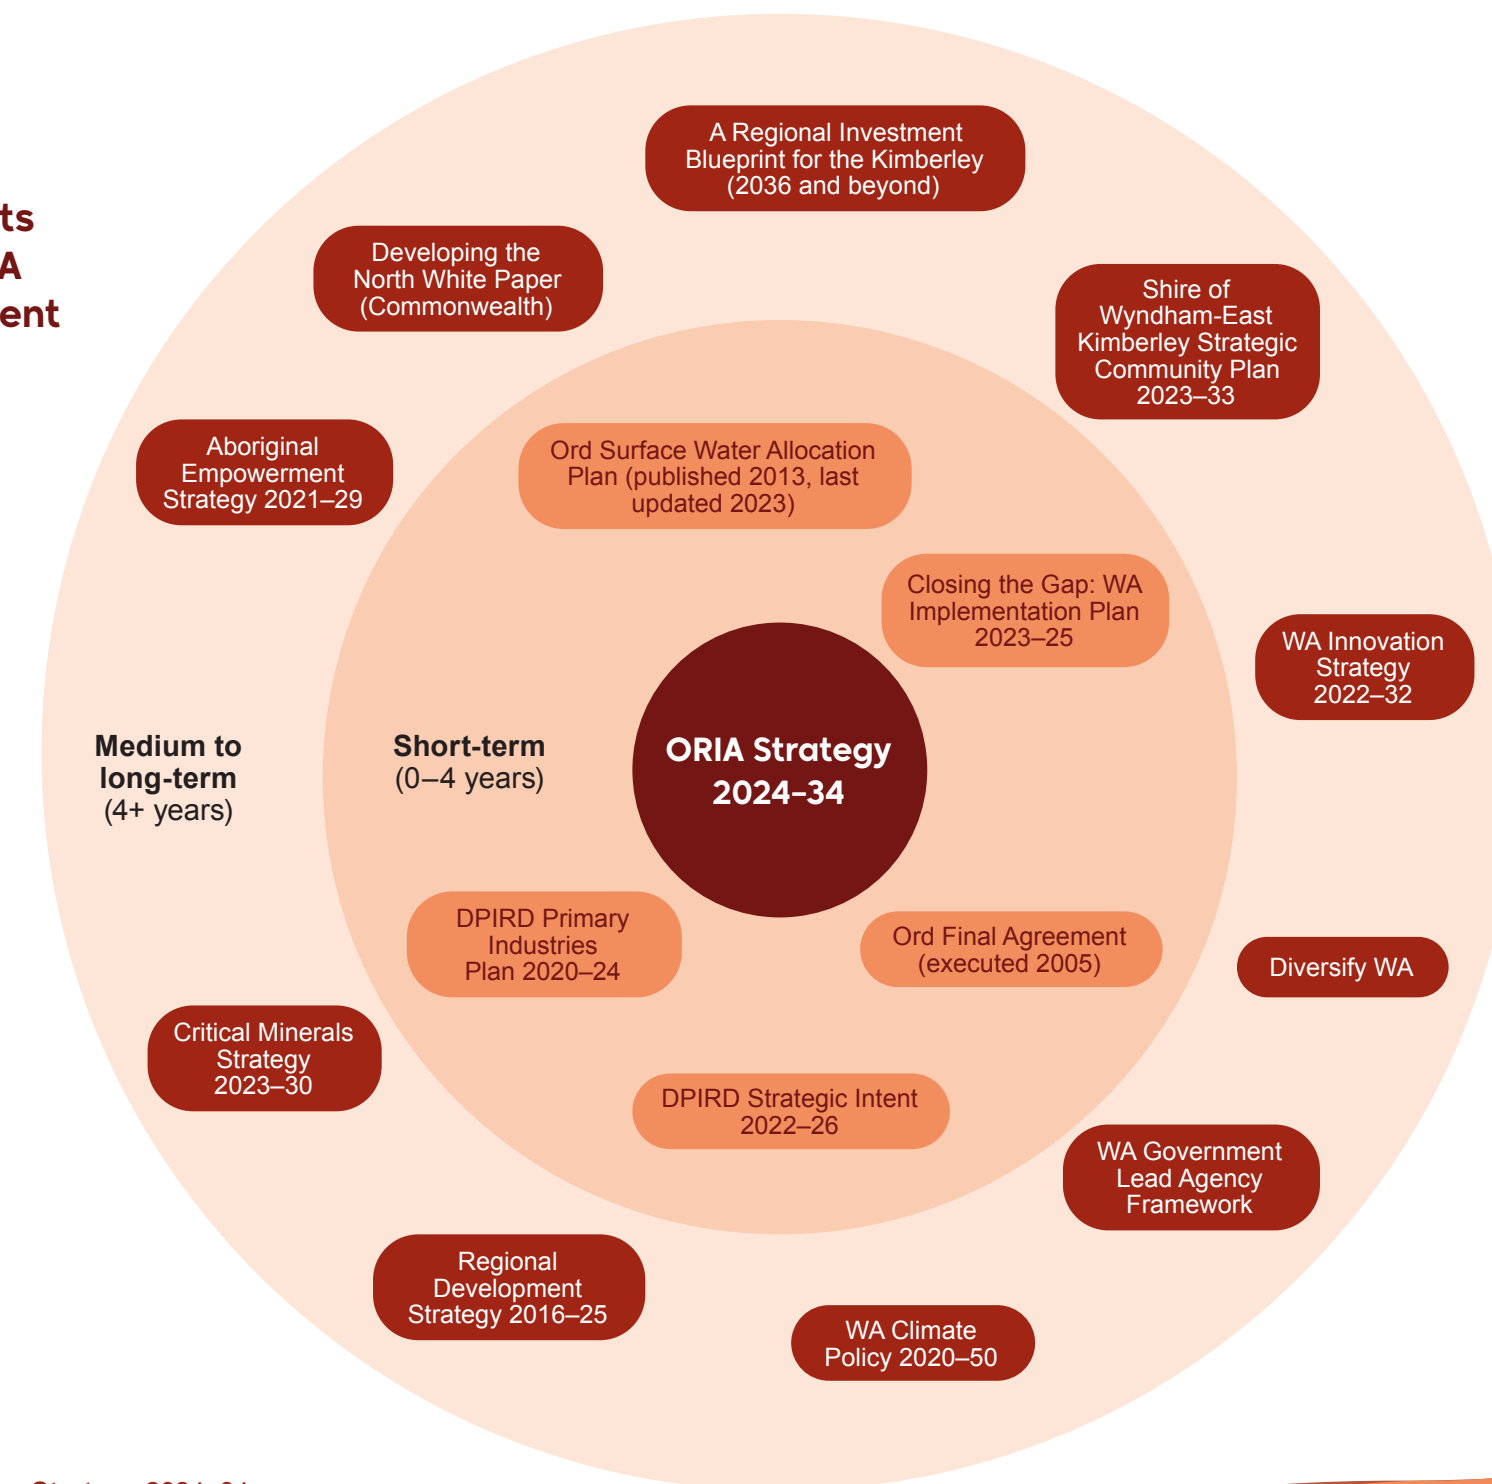 ts
A
ent
A Regional Investment
Blueprint for the Kimberley
(2036 and beyond)
Developing the
North White Paper
(Commonwealth)
Shire of
Wyndham-East
Kimberley Strategic
Community Plan
2023–33
Aboriginal
Empowerment
Strategy 2021–29
Ord Surface Water Allocation
Plan (published 2013, last
updated 2023)
Closing the Gap: WA
Implementation Plan
2023–25
WA Innovation
Strategy
2022–32
Medium to
long-term
(4+ years)
Short-term
(0–4 years)
ORIA Strategy
2024–34
DPIRD Primary
Industries
Plan 2020–24
Ord Final Agreement
(executed 2005)
Diversify WA
Critical Minerals
Strategy
2023–30
DPIRD Strategic Intent
2022–26
WA Government
Lead Agency
Framework
Regional
Development
Strategy 2016–25
WA Climate
Policy 2020–50